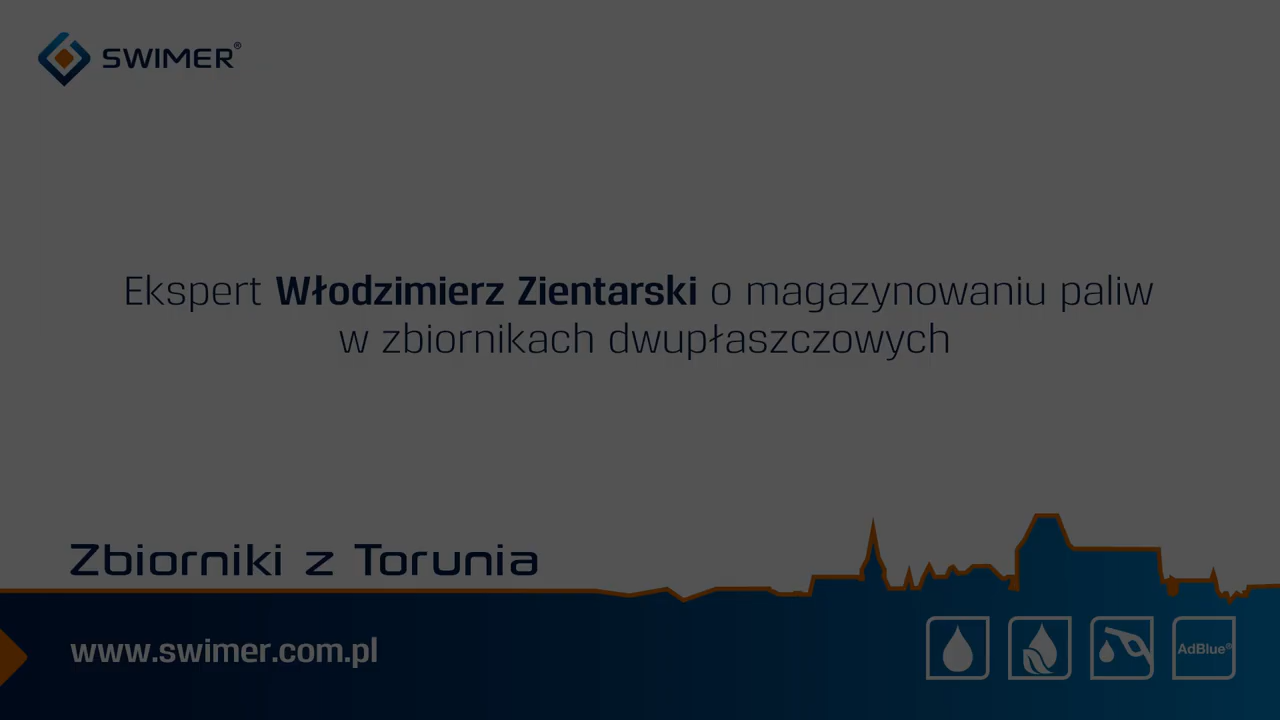 SWIMER®
Ekspert Włodzimierz Zientarski o magazynowaniu paliw
w zbiornikach dwupłaszczowych
Zbiorniki z Torunia
www.swimer.com.pl
AdBlue®